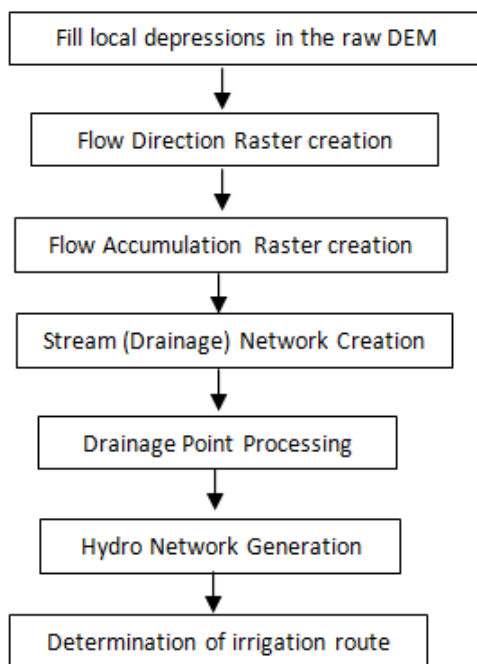 Fill local depressions in the raw DEM
Flow Direction Raster creation
Flow Accumulation Raster creation
Stream (Drainage) Network Creation
Drainage Point Processing
Hydro Network Generation
Determination of irrigation route